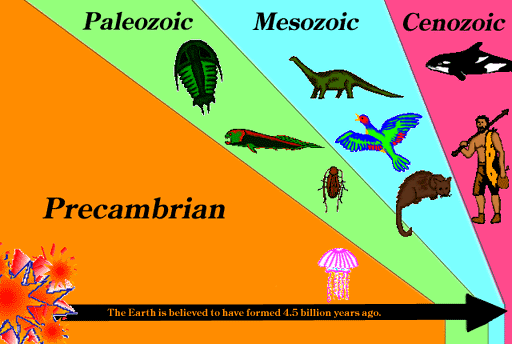 Paleozoic
Mesozoic
Cenozoic
Precambrian
The Earth is believed to have formed 4.5 billion years ago.